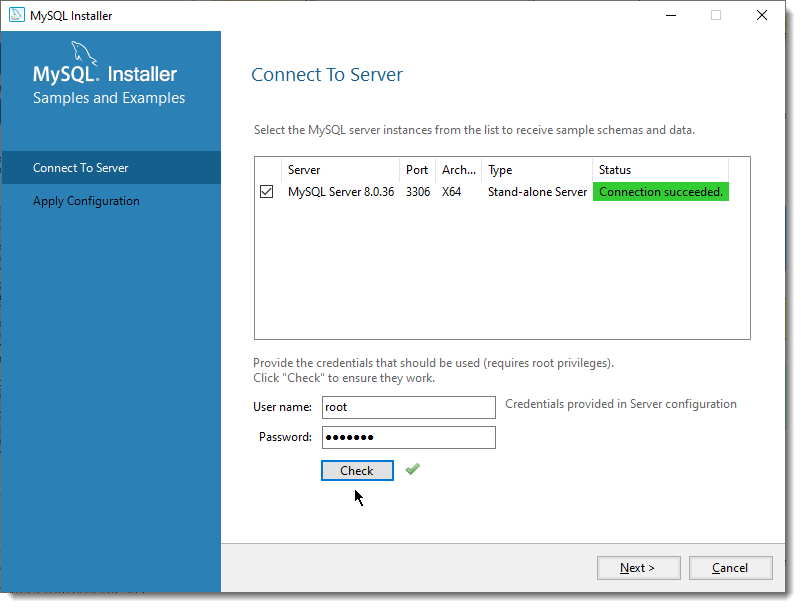 MySQL Installer
MySQL. Installer
Samples and Examples
Connect To Server
Apply Configuration
Connect To Server
Select the MySQL server instances from the list to receive sample schemas and data.
Server Port Arch... Type Status
MySQL Server 8.0.36 3306 X64 Stand-alone Server Connection succeeded.
Provide the credentials that should be used (requires root privileges).
Click "Check" to ensure they work.
User name: root Credentials provided in Server configuration
Password: ●●●●●●●
Check
Next > Cancel